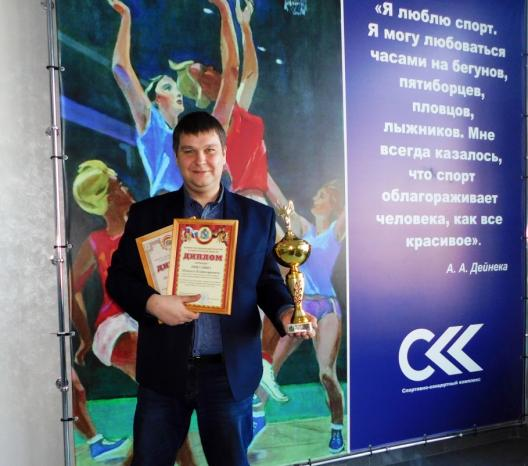 «Я люблю спорт.
Я могу любоваться
часами на бегунов,
пятиборцев,
пловцов,
лыжников. Мне
всегда казалось,
что спорт
облагораживает
человека, как все
красивое».
А. А. Дейнека
СКК
Спортивно-концертный комплекс
ДИПЛОМ